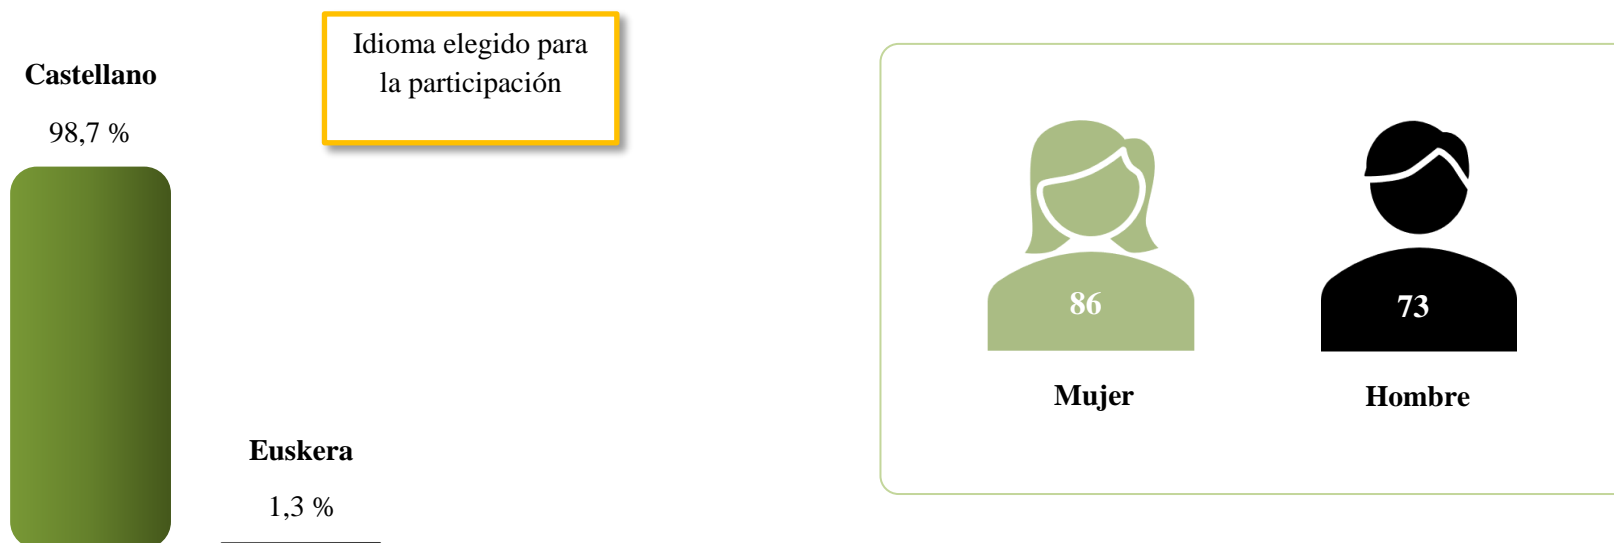 Idioma elegido para
la participación
Castellano
98,7 %
Euskera
1,3 %
86
73
Mujer
Hombre